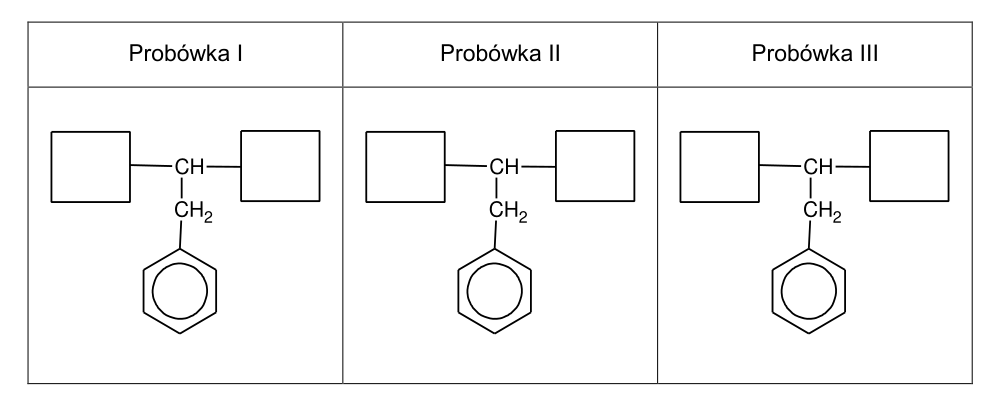 Probówka I Probówka II Probówka III
CH CH CH
CH₂ CH₂ CH₂